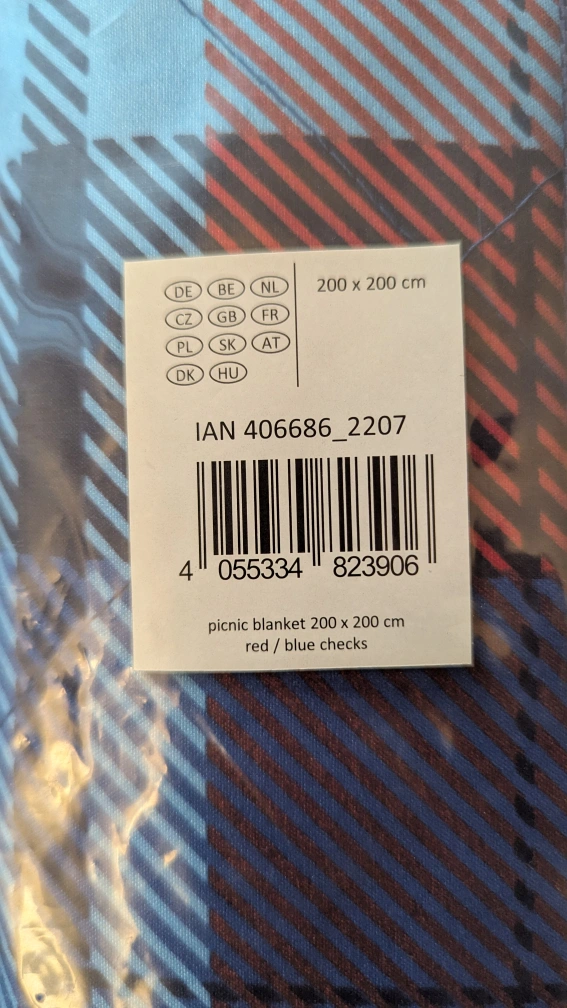 DE BE NL
CZ GB FR
PL SK AT
DK HU
200 x 200 cm
IAN 406686_2207
4 055334 823906
picnic blanket 200 x 200 cm
red / blue checks